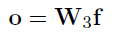 o = W₃f